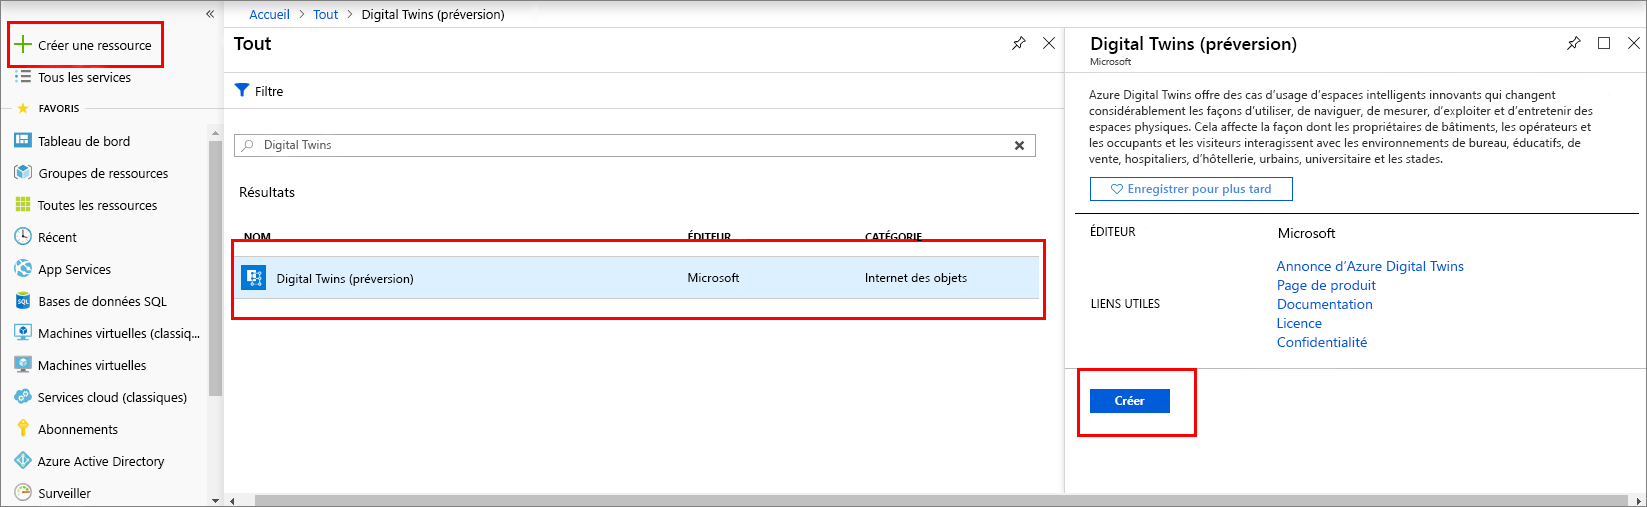 «
Créer une ressource
Tous les services
FAVORIS
Tableau de bord
Groupes de ressources
Toutes les ressources
Récent
App Services
Bases de données SQL
Machines virtuelles (classiq...
Machines virtuelles
Services cloud (classiques)
Abonnements
Azure Active Directory
Surveiller
Accueil > Tout > Digital Twins (préversion)
Tout
Filtre
Digital Twins
Résultats
NOM ÉDITEUR CATÉGORIE
Digital Twins (préversion) Microsoft Internet des objets
Digital Twins (préversion)
Microsoft
Azure Digital Twins offre des cas d’usage d’espaces intelligents innovants qui changent
considérablement les façons d’utiliser, de naviguer, de mesurer, d’exploiter et d’entretenir des
espaces physiques. Cela affecte la façon dont les propriétaires de bâtiments, les opérateurs et
les occupants et les visiteurs interagissent avec les environnements de bureau, éducatifs, de
vente, hospitaliers, d’hôtellerie, urbains, universitaire et les stades.
Enregistrer pour plus tard
ÉDITEUR Microsoft
LIENS UTILES
Annonce d’Azure Digital Twins
Page de produit
Documentation
Licence
Confidentialité
Créer